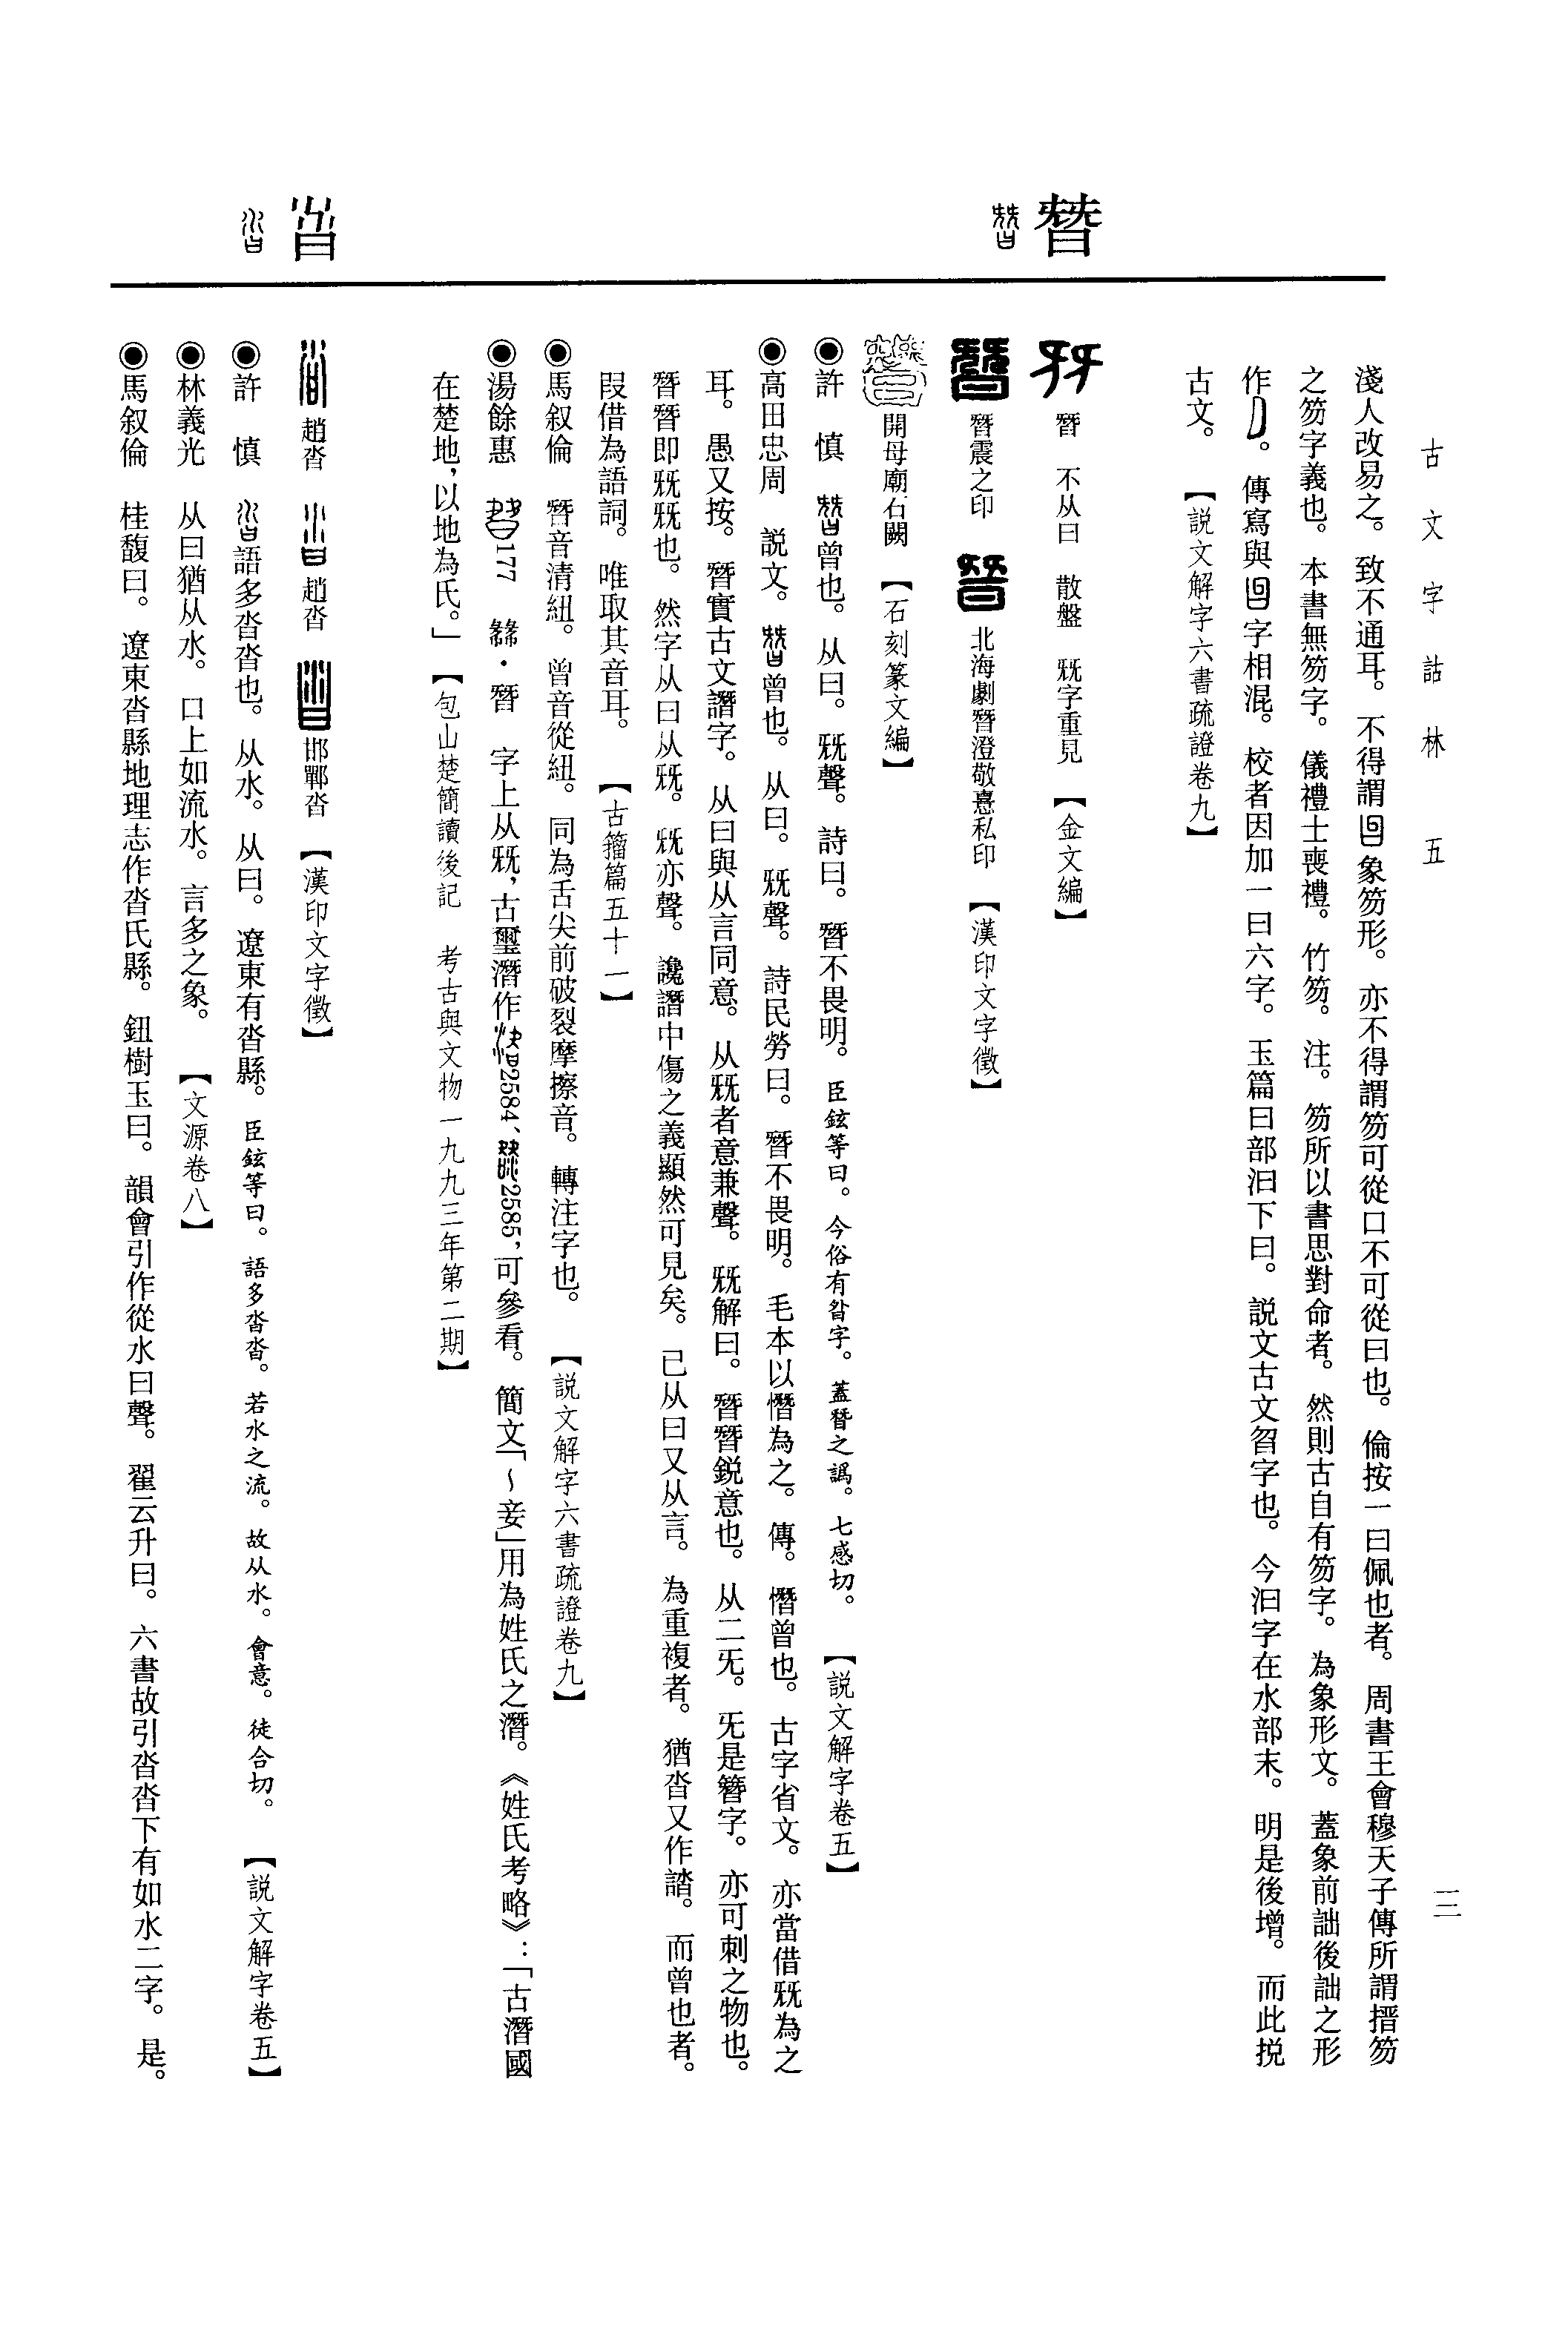 古文字詁林 五
三
淺人改易之。致不通耳。不得謂象笏形。亦不得謂笏可從口不可從曰也。倫按一曰佩也者。周書王會穆天子傳所謂搢笏
之笏字義也。本書無笏字。儀禮士喪禮。竹笏。注。笏所以書思對命者。然則古自有笏字。為象形文。蓋象前詘後詘之形
作。傳寫與字相混。校者因加一曰六字。玉篇曰部汩下曰。説文古文曶字也。今汩字在水部末。明是後增。而此挩
古文。【説文解字六書疏證卷九】
朁
朁 不从曰 散盤 兓字重見 【金文編】
朁震之印 北海劇朁澄敬憙私印 【漢印文字徵】
開母廟石闕 【石刻篆文編】
◉許 慎 曾也。从曰。兓聲。詩曰。朁不畏明。臣鉉等曰。今俗有昝字。蓋朁之譌。七感切。 【説文解字卷五】
◉高田忠周 説文。曾也。从曰。兓聲。詩民勞曰。朁不畏明。毛本以憯為之。傳。憯曾也。古字省文。亦當借兓為之
耳。愚又按。朁實古文譖字。从曰與从言同意。从兓者意兼聲。兓解曰。朁朁鋭意也。从二旡。旡是簪字。亦可刺之物也。
朁朁即兓兓也。然字从曰从兓。兓亦聲。讒譖中傷之義顯然可見矣。已从曰又从言。為重複者。猶沓又作誻。而曾也者。
叚借為語詞。唯取其音耳。 【古籀篇五十一】
◉馬叙倫 朁音清紐。曾音從紐。同為舌尖前破裂摩擦音。轉注字也。 【説文解字六書疏證卷九】
◉湯餘惠 177 ·朁 字上从兓，古璽潛作2584、2585，可參看。簡文「～妾」用為姓氏之潛。《姓氏考略》：「古潛國
在楚地，以地為氏。」【包山楚簡讀後記 考古與文物一九九三年第二期】
沓
趙沓 趙沓 邯鄲沓 【漢印文字徵】
◉許 慎 語多沓沓也。从水。从曰。遼東有沓縣。臣鉉等曰。語多沓沓。若水之流。故从水。會意。徒合切。 【説文解字卷五】
◉林義光 从曰猶从水。口上如流水。言多之象。 【文源卷八】
◉馬叙倫 桂馥曰。遼東沓縣地理志作沓氏縣。鈕樹玉曰。韻會引作從水曰聲。翟云升曰。六書故引沓沓下有如水二字。是。